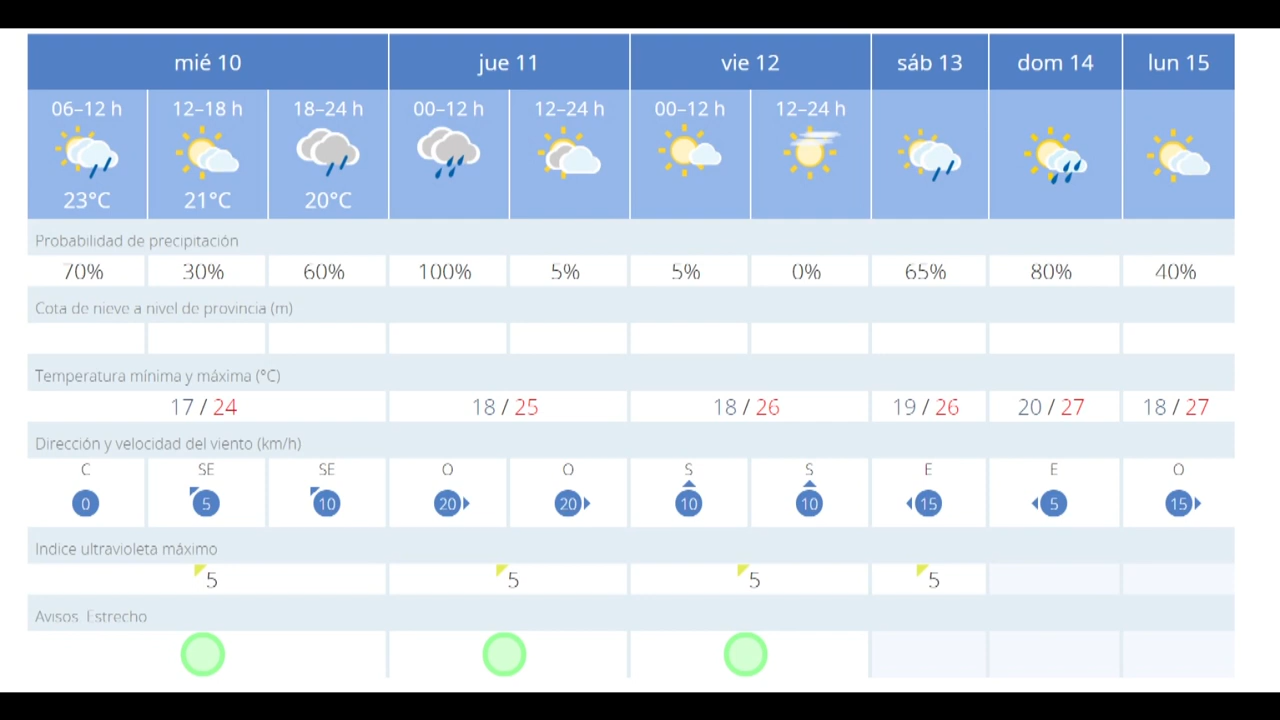 mié 10 jue 11 vie 12 sáb 13 dom 14 lun 15
06–12 h 12–18 h 18–24 h 00–12 h 12–24 h 00–12 h 12–24 h
23°C 21°C 20°C
Probabilidad de precipitación
70% 30% 60% 100% 5% 5% 0% 65% 80% 40%
Cota de nieve a nivel de provincia (m)
Temperatura mínima y máxima (°C)
17 / 24 18 / 25 18 / 26 19 / 26 20 / 27 18 / 27
Dirección y velocidad del viento (km/h)
C SE SE O O S S E E O
0 5 10 20 20 10 10 15 5 15
Indice ultravioleta máximo
5 5 5 5
Avisos. Estrecho